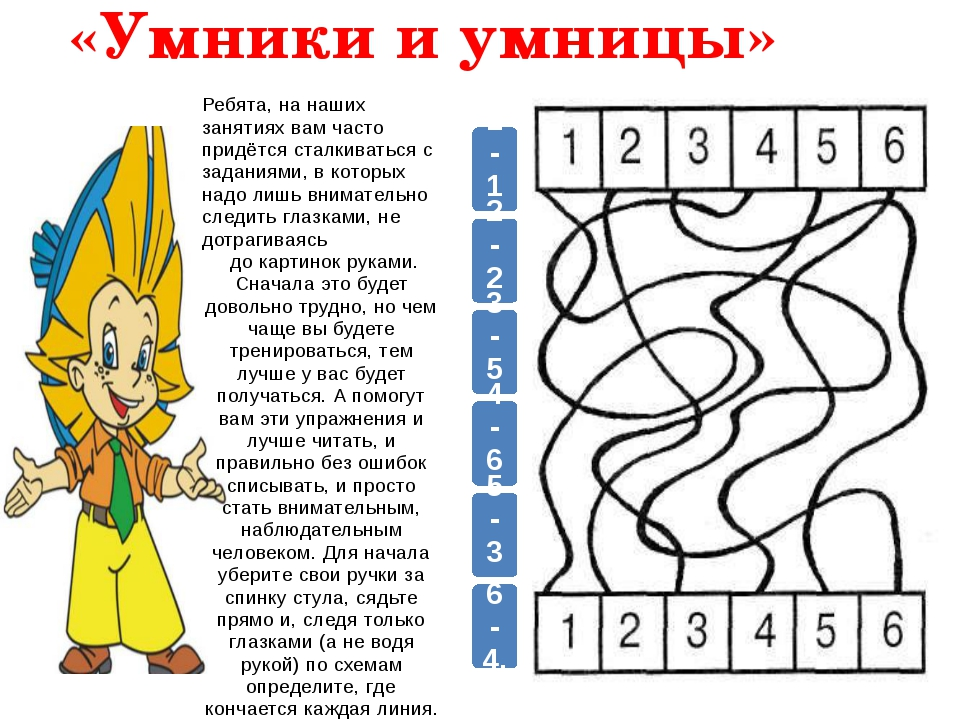 «Умники и умницы»
Ребята, на наших
занятиях вам часто
придётся сталкиваться с
заданиями, в которых
надо лишь внимательно
следить глазками, не
дотрагиваясь
до картинок руками.
Сначала это будет
довольно трудно, но чем
чаще вы будете
тренироваться, тем
лучше у вас будет
получаться. А помогут
вам эти упражнения и
лучше читать, и
правильно без ошибок
списывать, и просто
стать внимательным,
наблюдательным
человеком. Для начала
уберите свои ручки за
спинку стула, сядьте
прямо и, следя только
глазками (а не водя
рукой) по схемам
определите, где
кончается каждая линия.
-
1
2
-
2
3
-
5
4
-
6
5
-
3
6
-
4.
1 2 3 4 5 6
1 2 3 4 5 6